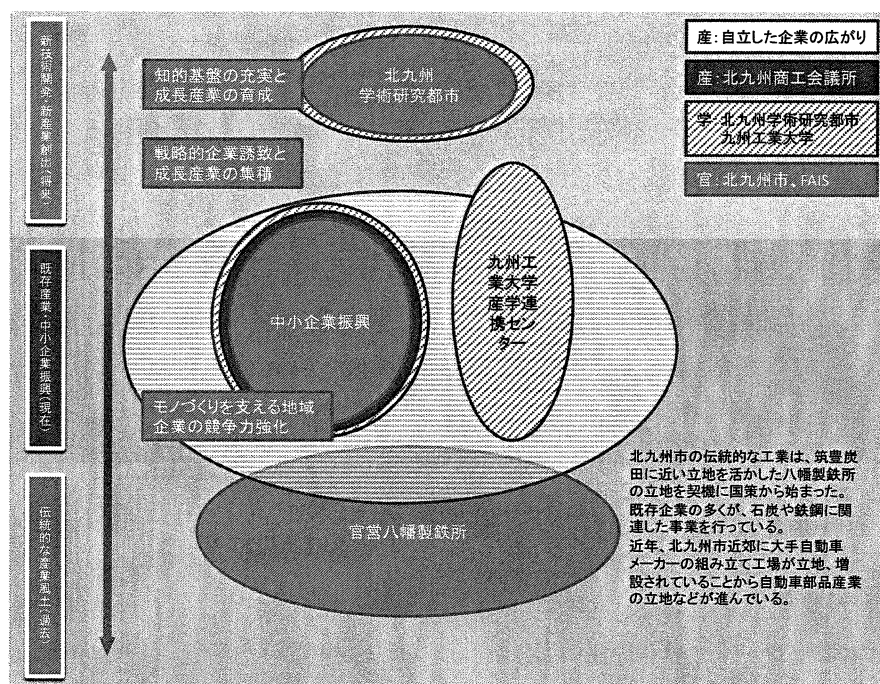 新技術開発・新産業創出(将来)
既存産業・中小企業振興(現在)
伝統的な産業風土(過去)
知的基盤の充実と
成長産業の育成
北九州
学術研究都市
戦略的企業誘致と
成長産業の集積
中小企業振興
九州工
業大学
産学連
携セン
ター
モノづくりを支える地域
企業の競争力強化
官営八幡製鉄所
産:自立した企業の広がり
産:北九州商工会議所
学:北九州学術研究都市
九州工業大学
官:北九州市、FAIS
北九州市の伝統的な工業は、筑豊炭
田に近い立地を活かした八幡製鉄所
の立地を契機に国策から始まった。
既存企業の多くが、石炭や鉄鋼に関
連した事業を行っている。
近年、北九州市近郊に大手自動車
メーカーの組み立て工場が立地、増
設されていることから自動車部品産業
の立地などが進んでいる。